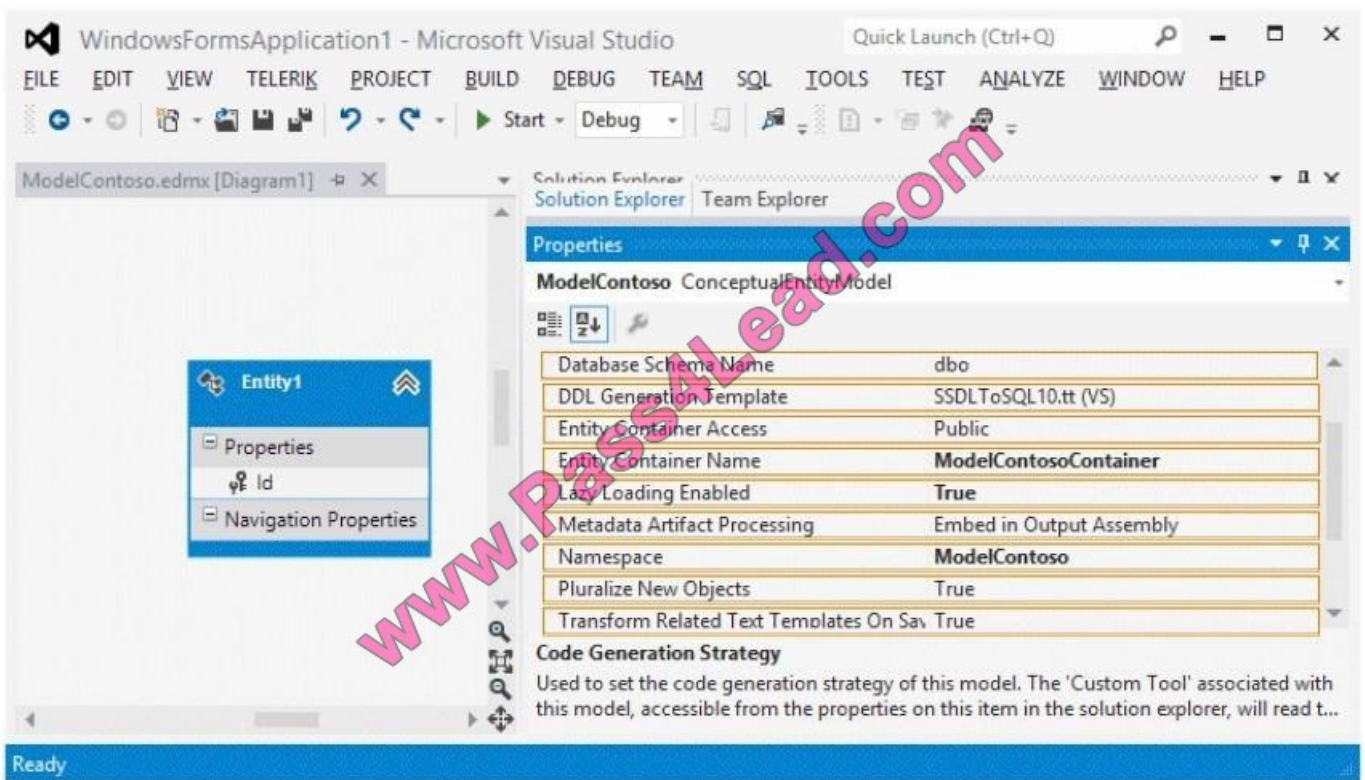 WindowsFormsApplication1 - Microsoft Visual Studio
Quick Launch (Ctrl+Q)
FILE EDIT VIEW TELERIK PROJECT BUILD DEBUG TEAM SQL TOOLS TEST ANALYZE WINDOW HELP
Start Debug
ModelContoso.edmx [Diagram1]
Solution Explorer
Solution Explorer Team Explorer
Properties
ModelContoso ConceptualEntityModel
Database Schema Name dbo
DDL Generation Template SSDLToSQL10.tt (VS)
Entity Container Access Public
Entity Container Name ModelContosoContainer
Lazy Loading Enabled True
Metadata Artifact Processing Embed in Output Assembly
Namespace ModelContoso
Pluralize New Objects True
Transform Related Text Templates On Sav True
Code Generation Strategy
Used to set the code generation strategy of this model. The 'Custom Tool' associated with
this model, accessible from the properties on this item in the solution explorer, will read t...
Entity1
Properties
Id
Navigation Properties
Ready
www.Pass4Lead.com